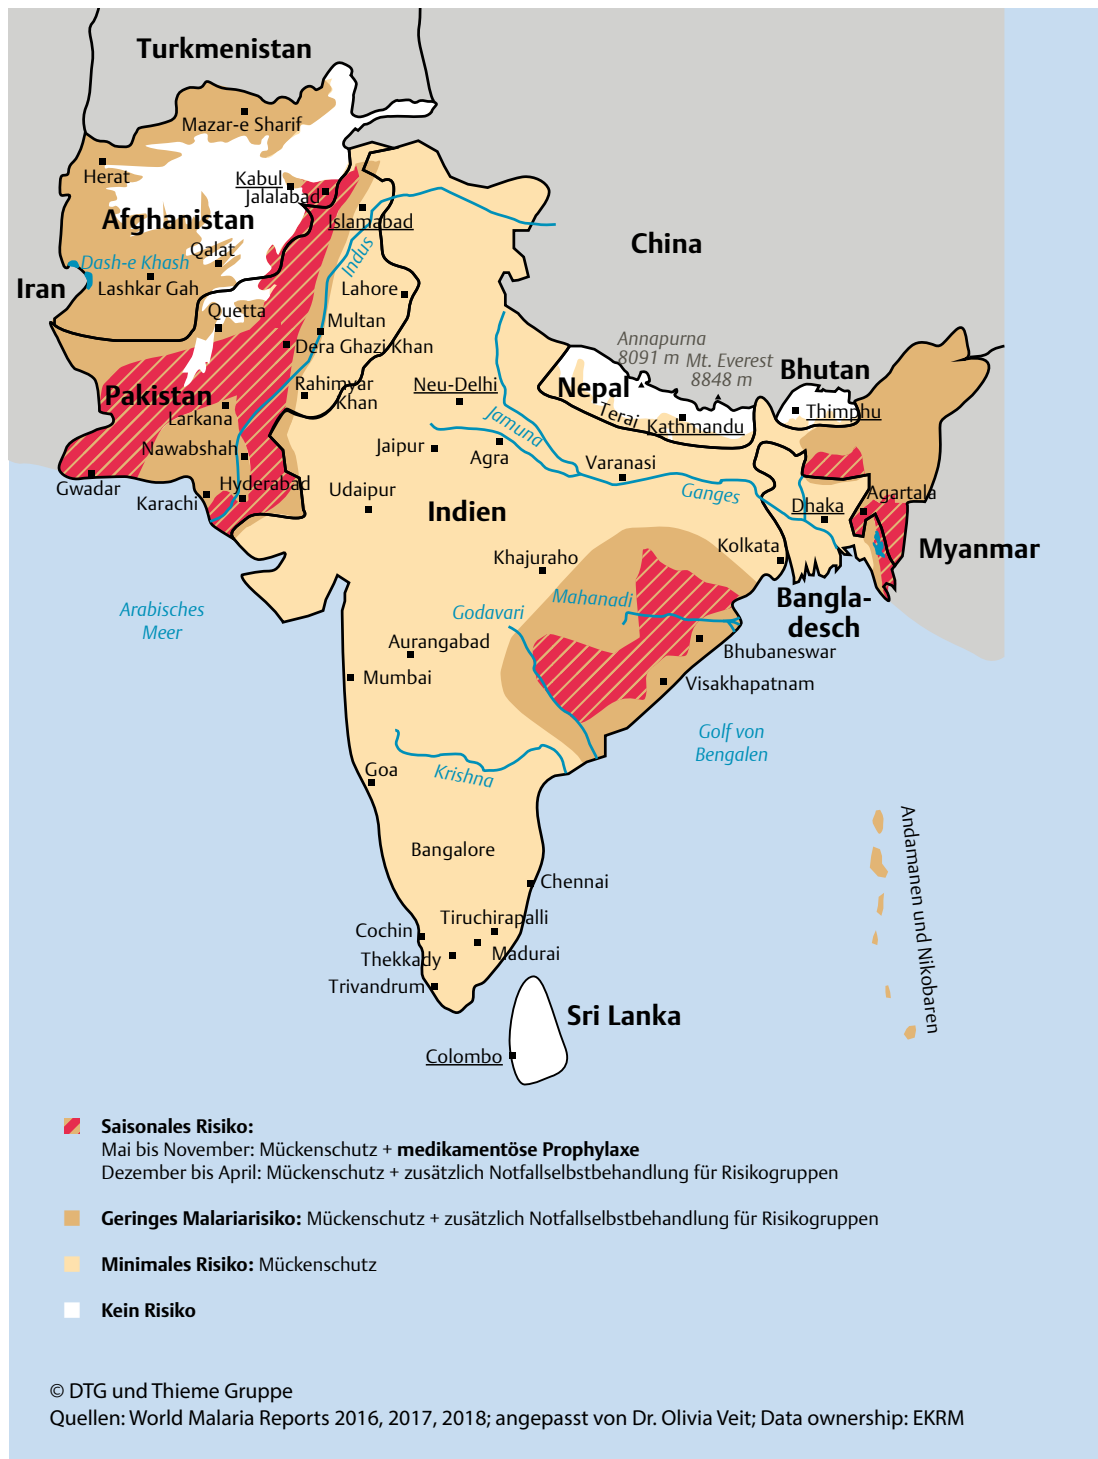 Turkmenistan
Mazar-e Sharif
Herat
Kabul
Jalalabad
Afghanistan
Islamabad
China
Qalat
Dash-e Khash
Indus
Iran
Lashkar Gah
Lahore
Quetta
Multan
Annapurna
8091 m
Mt. Everest
8848 m
Dera Ghazi Khan
Bhutan
Pakistan
Rahimyar
Khan
Neu-Delhi
Nepal
Terai
Thimphu
Larkana
Kathmandu
Jamuna
Nawabshah
Jaipur
Agra
Varanasi
Gwadar
Karachi
Hyderabad
Udaipur
Ganges
Dhaka
Agartala
Indien
Khajuraho
Kolkata
Myanmar
Arabisches
Meer
Godavari
Mahanadi
Bangla-
desch
Aurangabad
Bhubaneswar
Mumbai
Visakhapatnam
Golf von
Bengalen
Goa
Krishna
Bangalore
Andamanen und Nikobaren
Chennai
Tiruchirapalli
Cochin
Thekkady
Madurai
Trivandrum
Sri Lanka
Colombo
Saisonales Risiko:
Mai bis November: Mückenschutz + medikamentöse Prophylaxe
Dezember bis April: Mückenschutz + zusätzlich Notfallselbstbehandlung für Risikogruppen
Geringes Malariarisiko: Mückenschutz + zusätzlich Notfallselbstbehandlung für Risikogruppen
Minimales Risiko: Mückenschutz
Kein Risiko
© DTG und Thieme Gruppe
Quellen: World Malaria Reports 2016, 2017, 2018; angepasst von Dr. Olivia Veit; Data ownership: EKRM